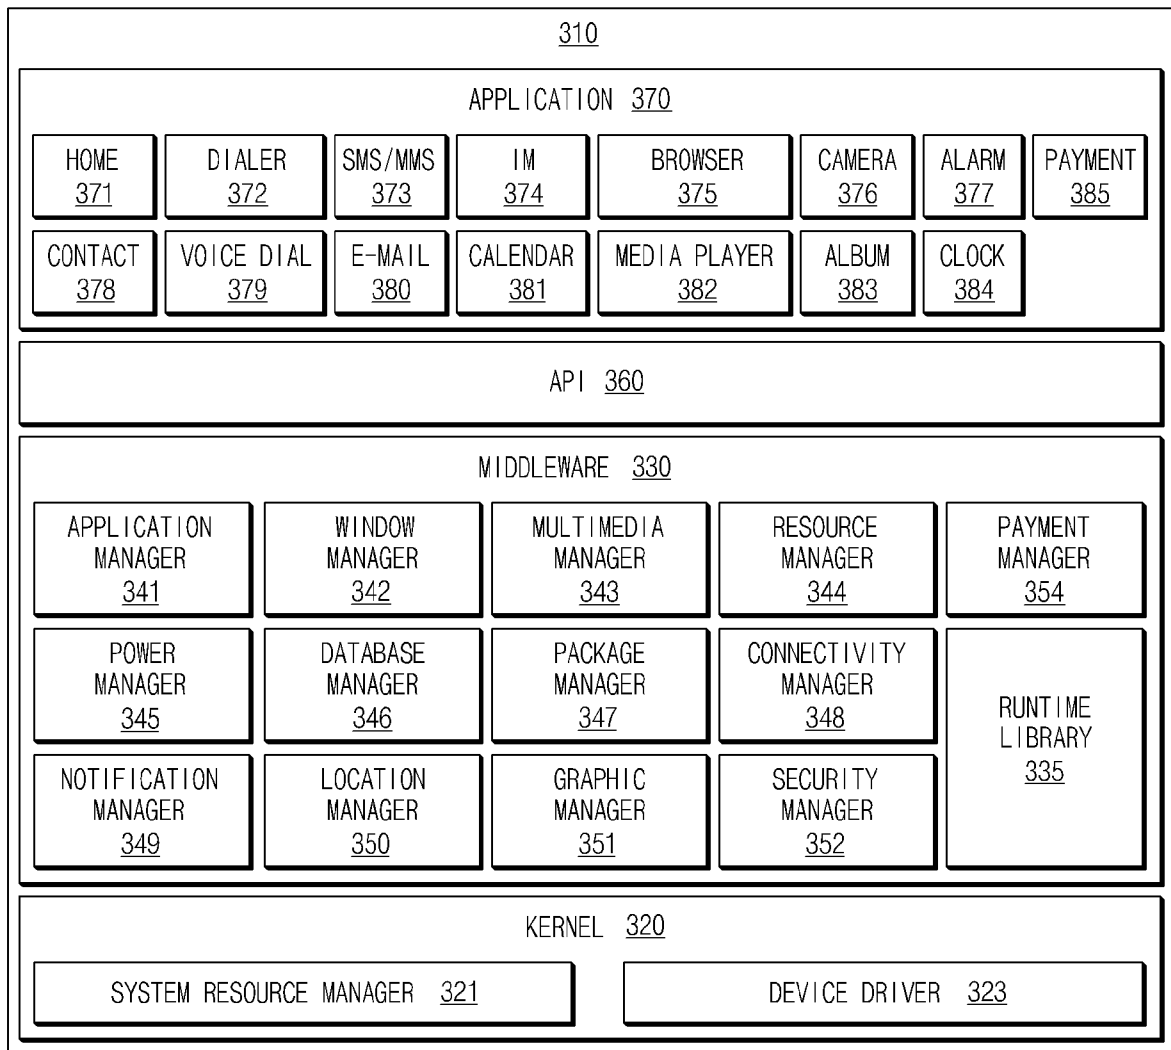 310
APPLICATION 370
HOME
371
DIALER
372
SMS/MMS
373
IM
374
BROWSER
375
CAMERA
376
ALARM
377
PAYMENT
385
CONTACT
378
VOICE DIAL
379
E-MAIL
380
CALENDAR
381
MEDIA PLAYER
382
ALBUM
383
CLOCK
384
API 360
MIDDLEWARE 330
APPLICATION
MANAGER
341
WINDOW
MANAGER
342
MULTIMEDIA
MANAGER
343
RESOURCE
MANAGER
344
PAYMENT
MANAGER
354
POWER
MANAGER
345
DATABASE
MANAGER
346
PACKAGE
MANAGER
347
CONNECTIVITY
MANAGER
348
RUNTIME
LIBRARY
335
NOTIFICATION
MANAGER
349
LOCATION
MANAGER
350
GRAPHIC
MANAGER
351
SECURITY
MANAGER
352
KERNEL 320
SYSTEM RESOURCE MANAGER 321
DEVICE DRIVER 323